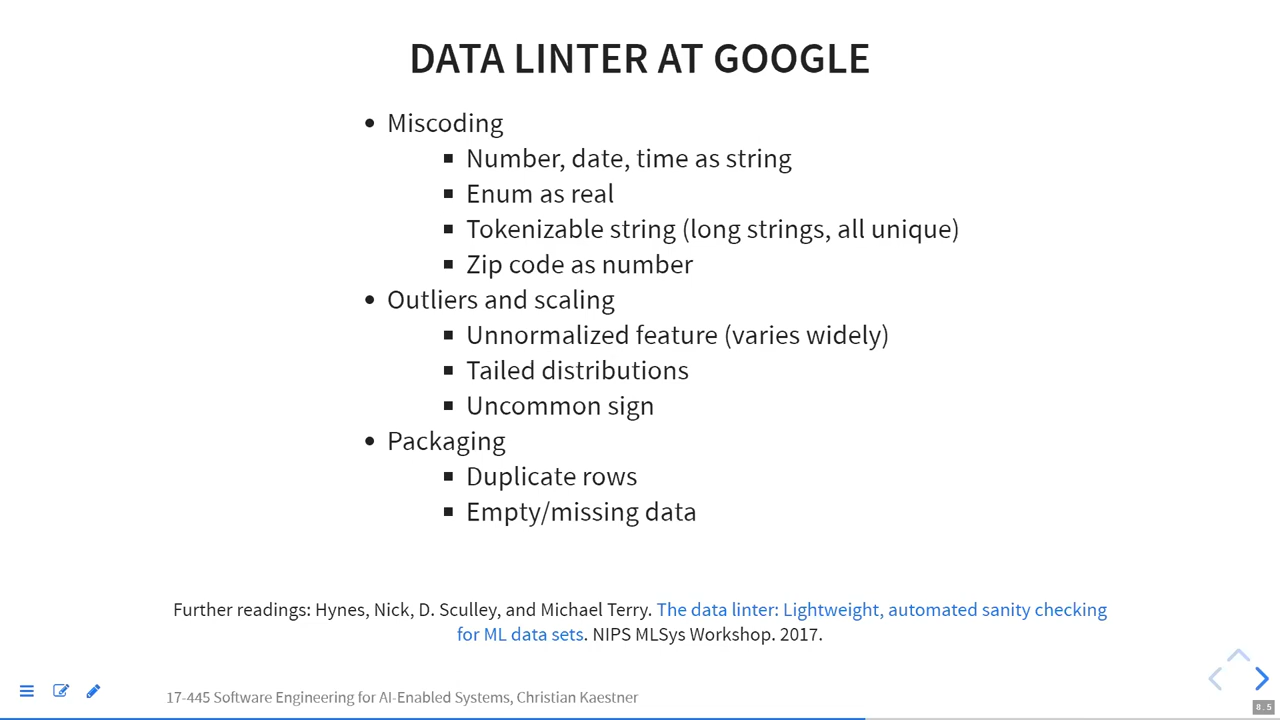 DATA LINTER AT GOOGLE
• Miscoding
▪ Number, date, time as string
▪ Enum as real
▪ Tokenizable string (long strings, all unique)
▪ Zip code as number
• Outliers and scaling
▪ Unnormalized feature (varies widely)
▪ Tailed distributions
▪ Uncommon sign
• Packaging
▪ Duplicate rows
▪ Empty/missing data
Further readings: Hynes, Nick, D. Sculley, and Michael Terry. The data linter: Lightweight, automated sanity checking
for ML data sets. NIPS MLSys Workshop. 2017.
17-445 Software Engineering for AI-Enabled Systems, Christian Kaestner
8.5